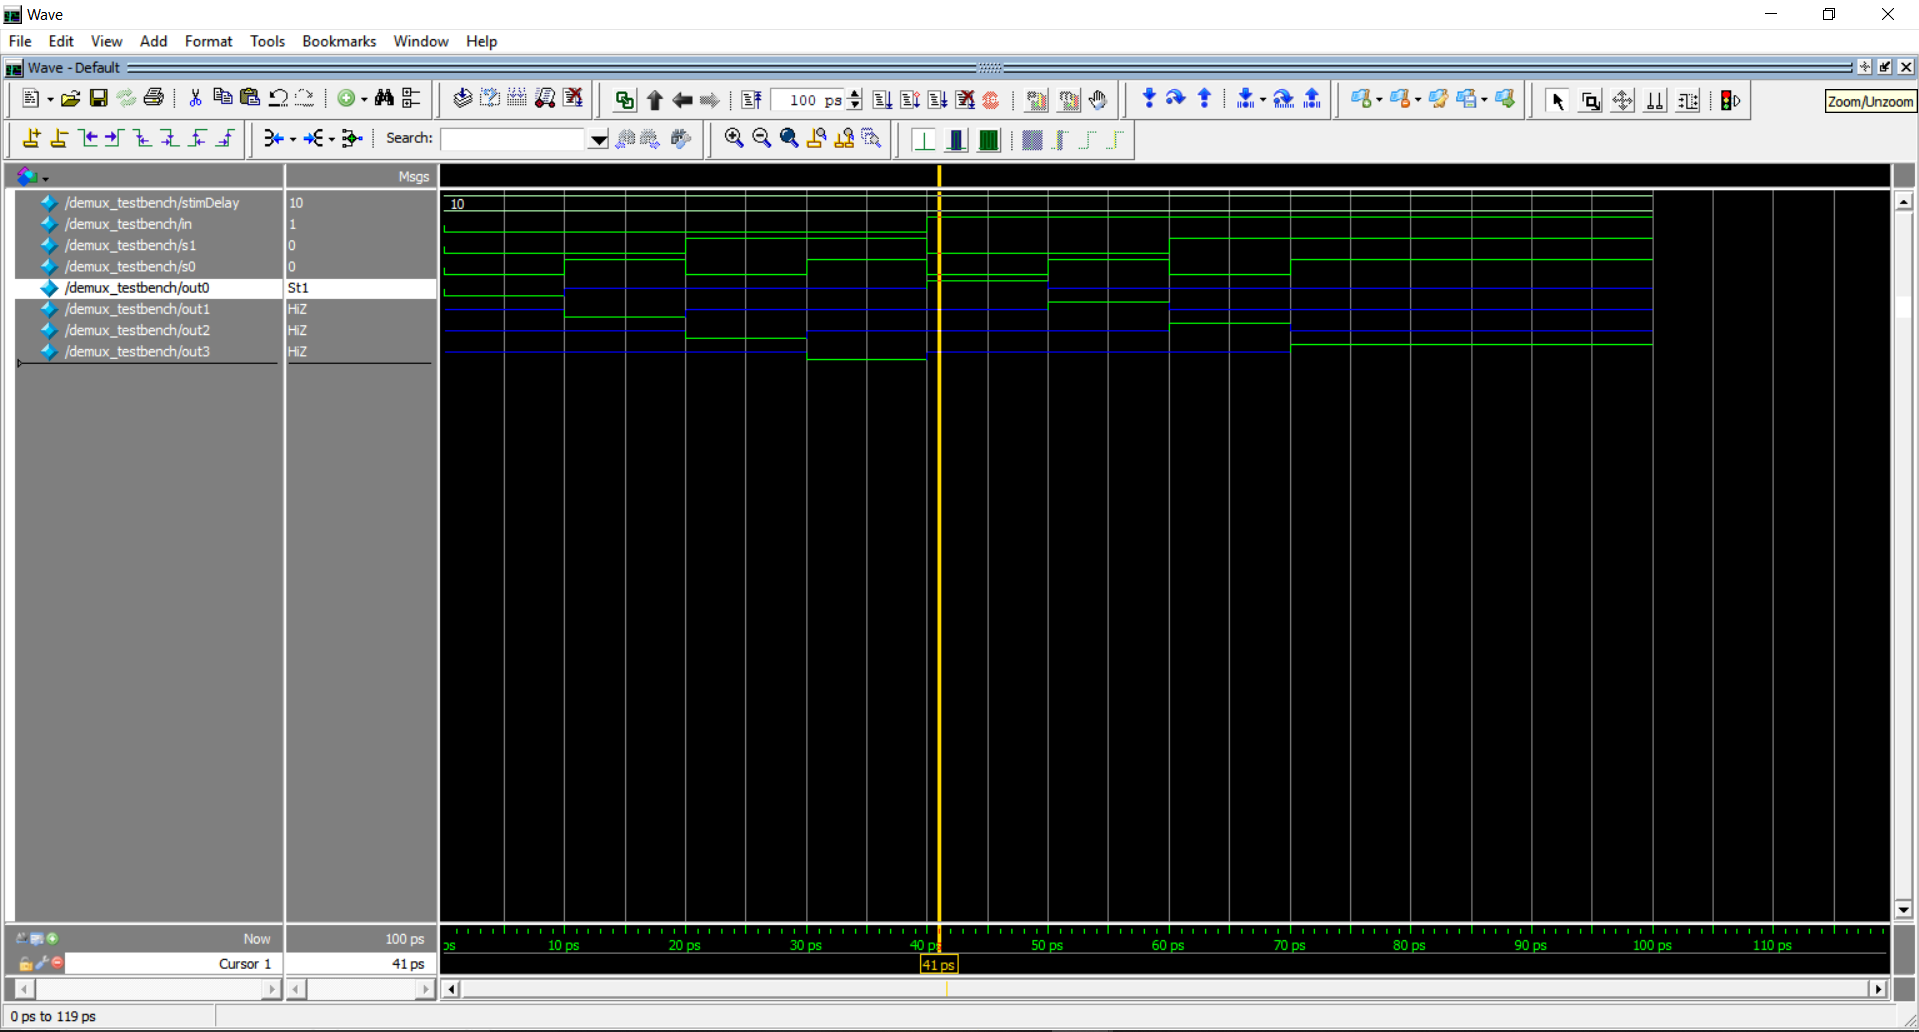 Wave
File Edit View Add Format Tools Bookmarks Window Help
Wave - Default
100 ps
Zoom/Unzoom
Search:
Msgs
/demux_testbench/stimDelay 10 10
/demux_testbench/in 1
/demux_testbench/s1 0
/demux_testbench/s0 0
/demux_testbench/out0 St1
/demux_testbench/out1 HiZ
/demux_testbench/out2 HiZ
/demux_testbench/out3 HiZ
Now 100 ps ps 10 ps 20 ps 30 ps 40 ps 50 ps 60 ps 70 ps 80 ps 90 ps 100 ps 110 ps
Cursor 1 41 ps 41 ps
0 ps to 119 ps